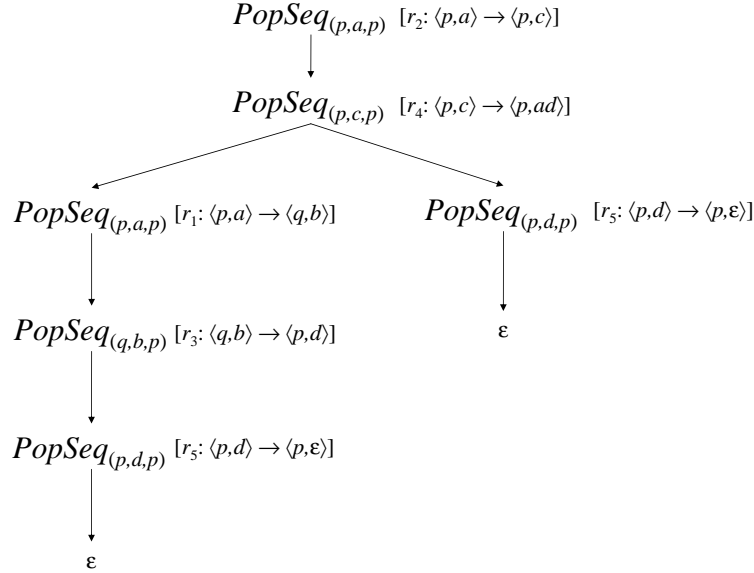 PopSeq₍p,a,p₎ [r₂: ⟨p,a⟩ → ⟨p,c⟩]
PopSeq₍p,c,p₎ [r₄: ⟨p,c⟩ → ⟨p,ad⟩]
PopSeq₍p,a,p₎ [r₁: ⟨p,a⟩ → ⟨q,b⟩] PopSeq₍p,d,p₎ [r₅: ⟨p,d⟩ → ⟨p,ε⟩]
PopSeq₍q,b,p₎ [r₃: ⟨q,b⟩ → ⟨p,d⟩] ε
PopSeq₍p,d,p₎ [r₅: ⟨p,d⟩ → ⟨p,ε⟩]
ε